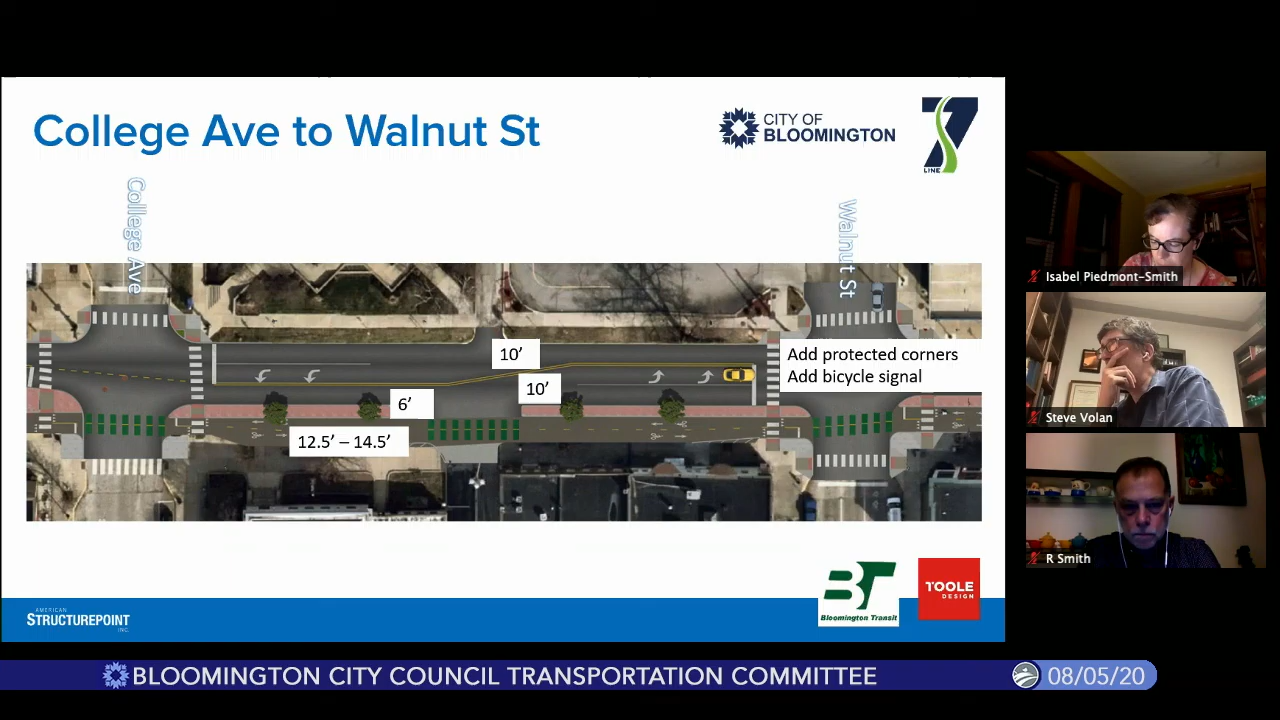 College Ave to Walnut St
CITY OF
BLOOMINGTON
7
LINE
College Ave
Walnut St
10'
10'
6'
12.5' – 14.5'
Add protected corners
Add bicycle signal
Isabel Piedmont-Smith
Steve Volan
R Smith
AMERICAN
STRUCTUREPOINT
INC.
BT
Bloomington Transit
TOOLE
DESIGN
BLOOMINGTON CITY COUNCIL TRANSPORTATION COMMITTEE
08/05/20